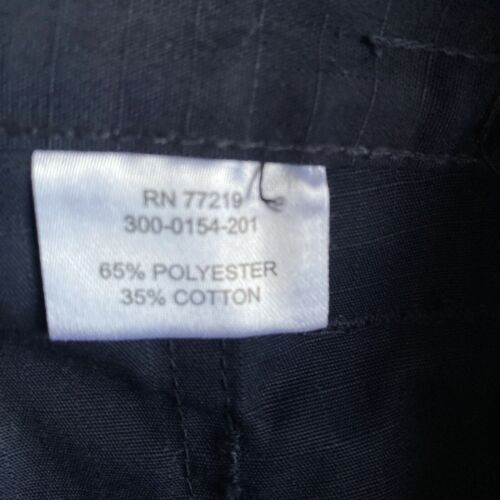 RN 77219
300-0154-201
65% POLYESTER
35% COTTON